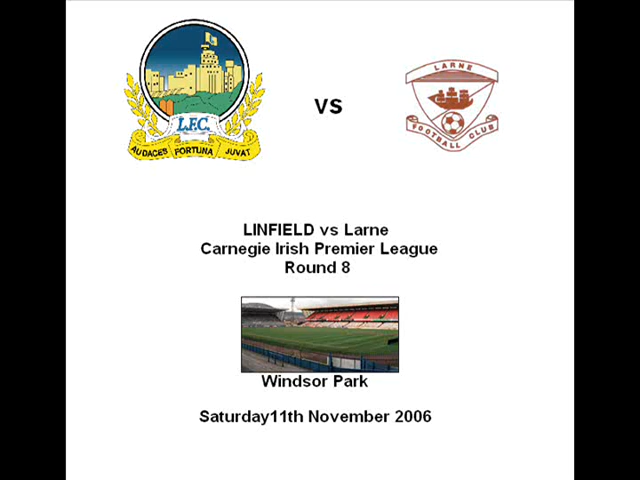 L.F.C.
AUDACES FORTUNA JUVAT
vs
LARNE
FOOTBALL CLUB
LINFIELD vs Larne
Carnegie Irish Premier League
Round 8
Windsor Park
Saturday11th November 2006